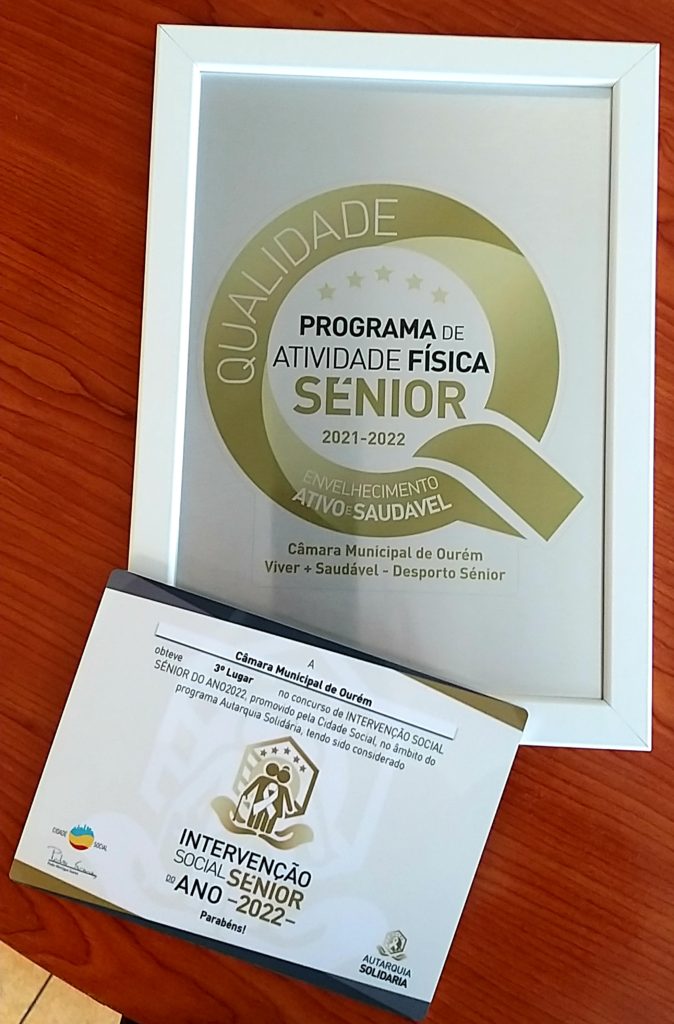 QUALIDADE
PROGRAMA DE
ATIVIDADE FÍSICA
SÉNIOR
2021-2022
ENVELHECIMENTO
ATIVO E SAUDAVEL
Câmara Municipal de Ourém
Viver + Saudável - Desporto Sénior
A
Câmara Municipal de Ourém
obteve 3º Lugar no concurso de INTERVENÇÃO SOCIAL
SÉNIOR DO ANO2022, promovido pela Cidade Social, no âmbito do
programa Autarquia Solidária, tendo sido considerado
INTERVENÇÃO
SOCIAL SÉNIOR
DO ANO -2022-
Parabéns!
CIDADE SOCIAL
AUTARQUIA
SOLIDARIA